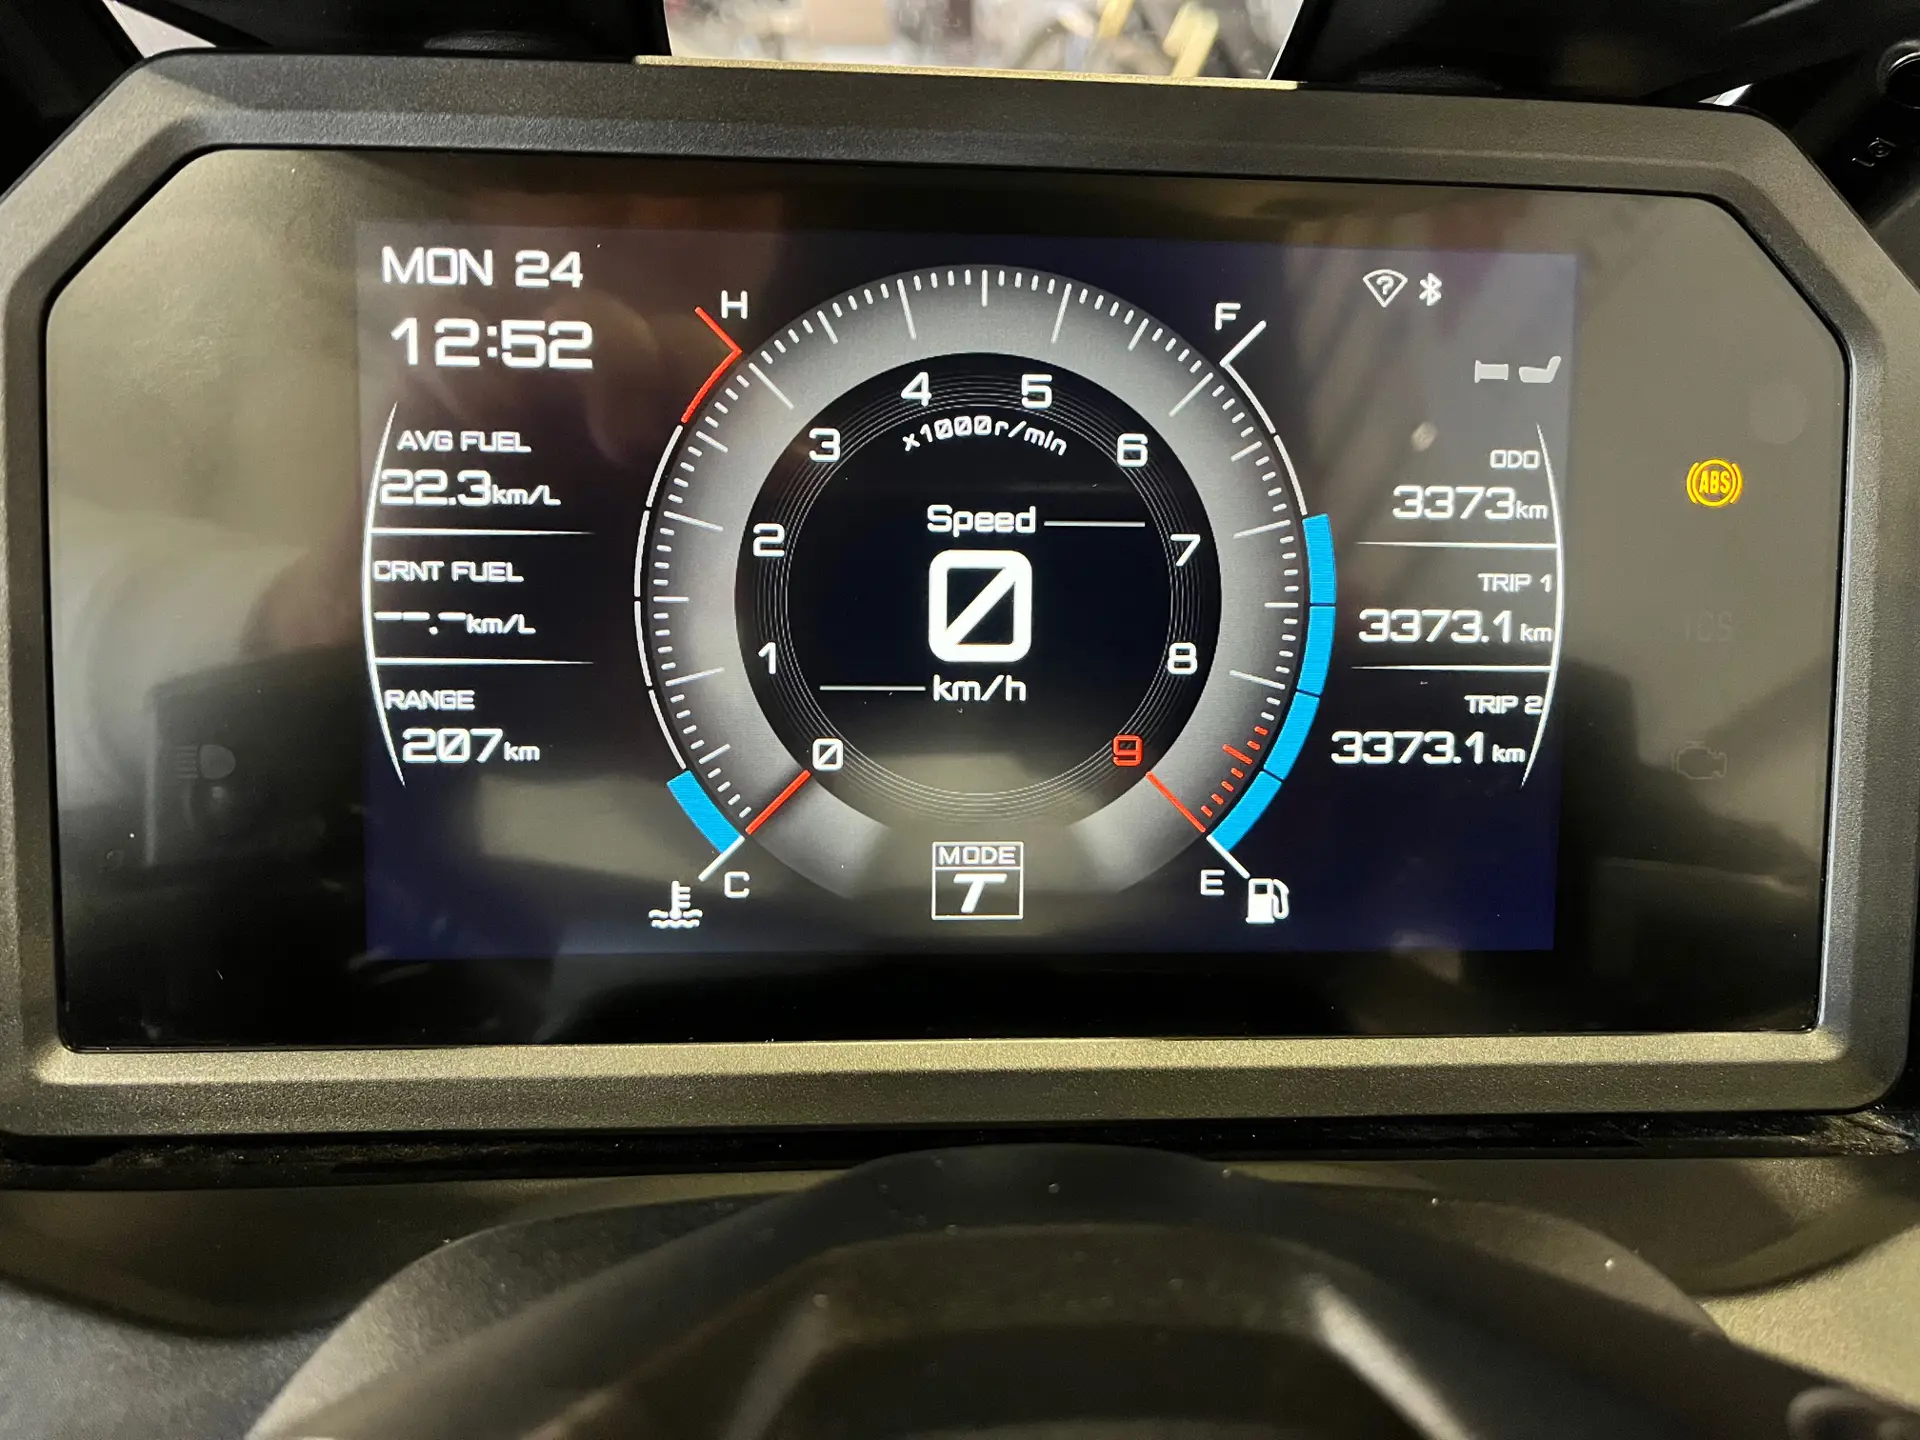 MON 24
12:52
AVG FUEL
22.3km/L
CRNT FUEL
--.-km/L
RANGE
207km
H
C
0
1
2
3
4
5
6
7
8
9
x1000r/min
Speed
0
km/h
MODE
T
F
E
ODO
3373km
TRIP 1
3373.1km
TRIP 2
3373.1km
ABS
TCS